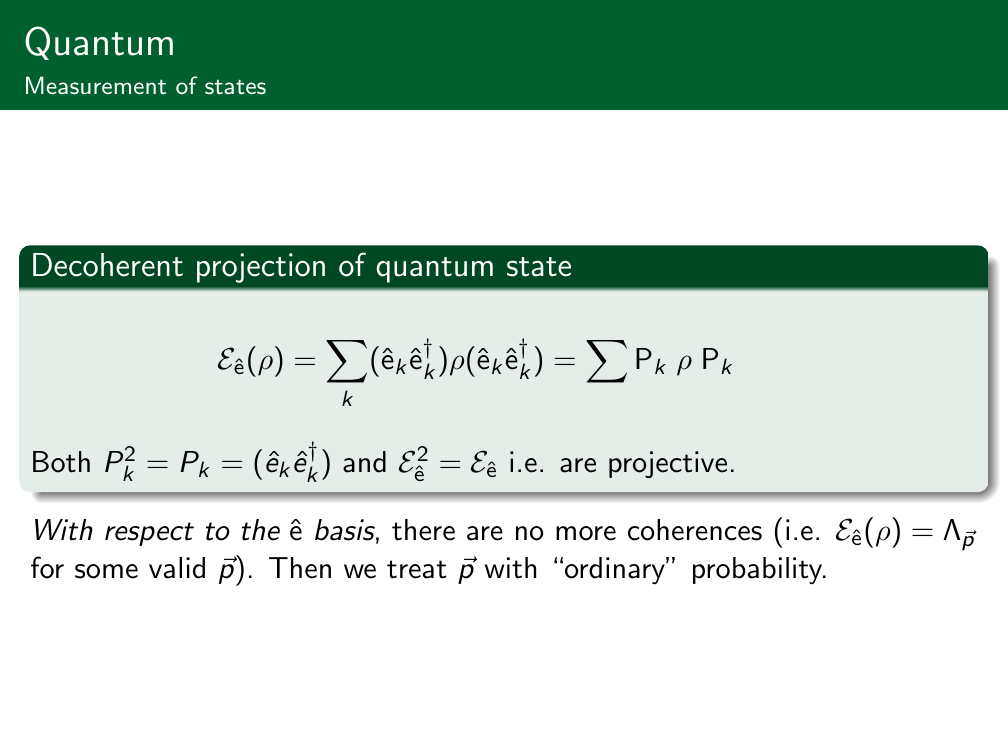 Quantum
Measurement of states
Decoherent projection of quantum state
$\mathcal{E}_{\hat{e}}(\rho) = \sum_k (\hat{e}_k \hat{e}_k^\dagger) \rho (\hat{e}_k \hat{e}_k^\dagger) = \sum P_k \, \rho \, P_k$
Both $P_k^2 = P_k = (\hat{e}_k \hat{e}_k^\dagger)$ and $\mathcal{E}_{\hat{e}}^2 = \mathcal{E}_{\hat{e}}$ i.e. are projective.
With respect to the ê basis, there are no more coherences (i.e. $\mathcal{E}_{\hat{e}}(\rho) = \Lambda_{\vec{p}}$
for some valid $\vec{p}$). Then we treat $\vec{p}$ with “ordinary” probability.